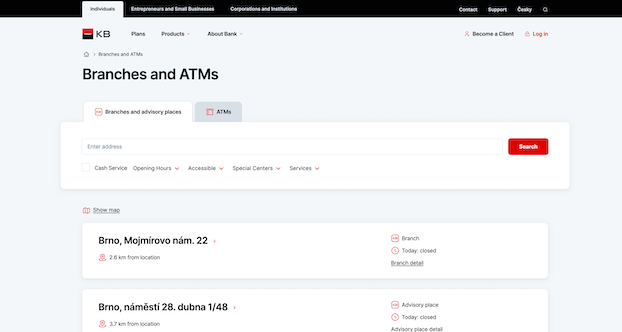 Individuals
Entrepreneurs and Small Businesses
Corporations and Institutions
Contact
Support
Česky
KB
Plans
Products
About Bank
Become a Client
Log in
Branches and ATMs
Branches and ATMs
Branches and advisory places
ATMs
Enter address
Search
Cash Service
Opening Hours
Accessible
Special Centers
Services
Show map
Brno, Mojmírovo nám. 22
2.6 km from location
KB Branch
Today: closed
Branch detail
Brno, náměstí 28. dubna 1/48
3.7 km from location
KB Advisory place
Today: closed
Advisory place detail